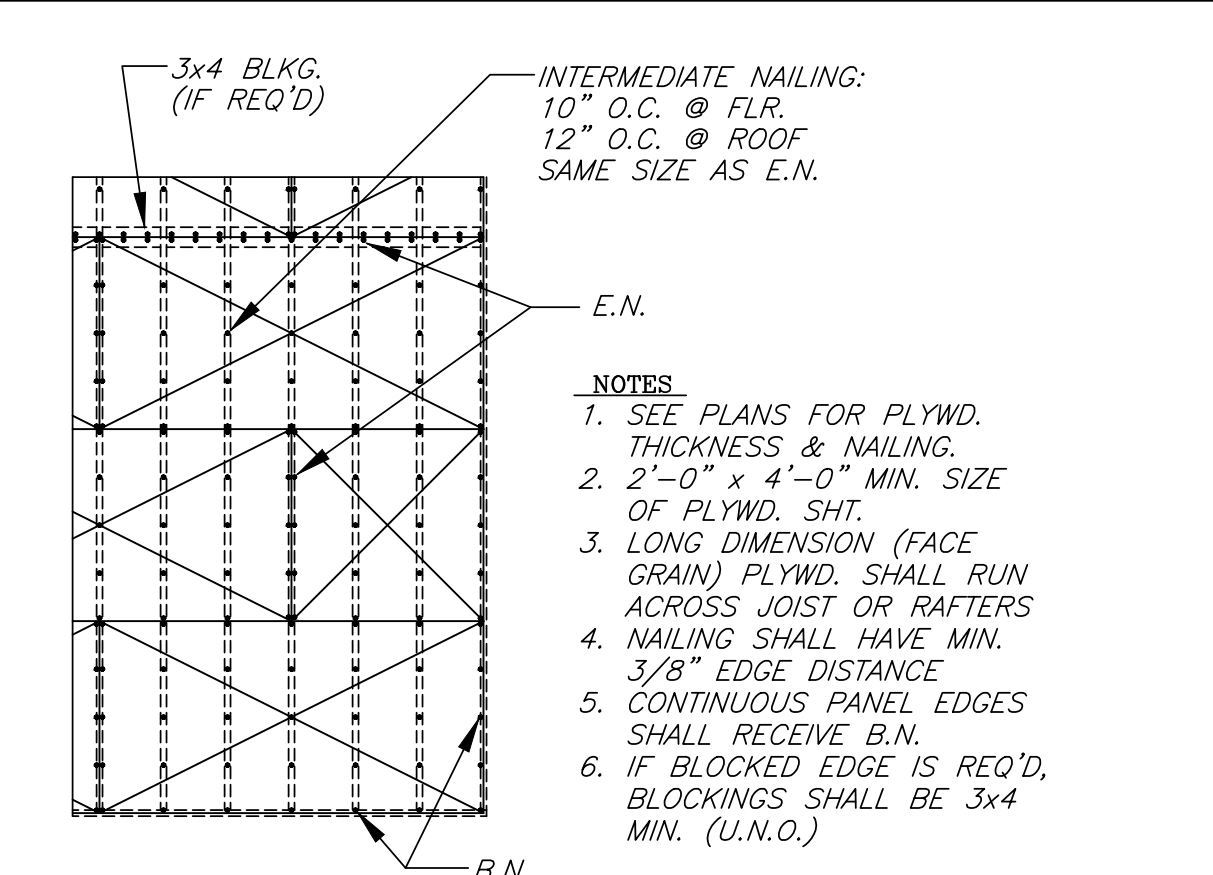 3x4 BLKG.
(IF REQ'D)
INTERMEDIATE NAILING:
10" O.C. @ FLR.
12" O.C. @ ROOF
SAME SIZE AS E.N.
E.N.
NOTES
1. SEE PLANS FOR PLYWD.
THICKNESS & NAILING.
2. 2'-0" x 4'-0" MIN. SIZE
OF PLYWD. SHT.
3. LONG DIMENSION (FACE
GRAIN) PLYWD. SHALL RUN
ACROSS JOIST OR RAFTERS
4. NAILING SHALL HAVE MIN.
3/8" EDGE DISTANCE
5. CONTINUOUS PANEL EDGES
SHALL RECEIVE B.N.
6. IF BLOCKED EDGE IS REQ'D,
BLOCKINGS SHALL BE 3x4
MIN. (U.N.O.)
B.N.